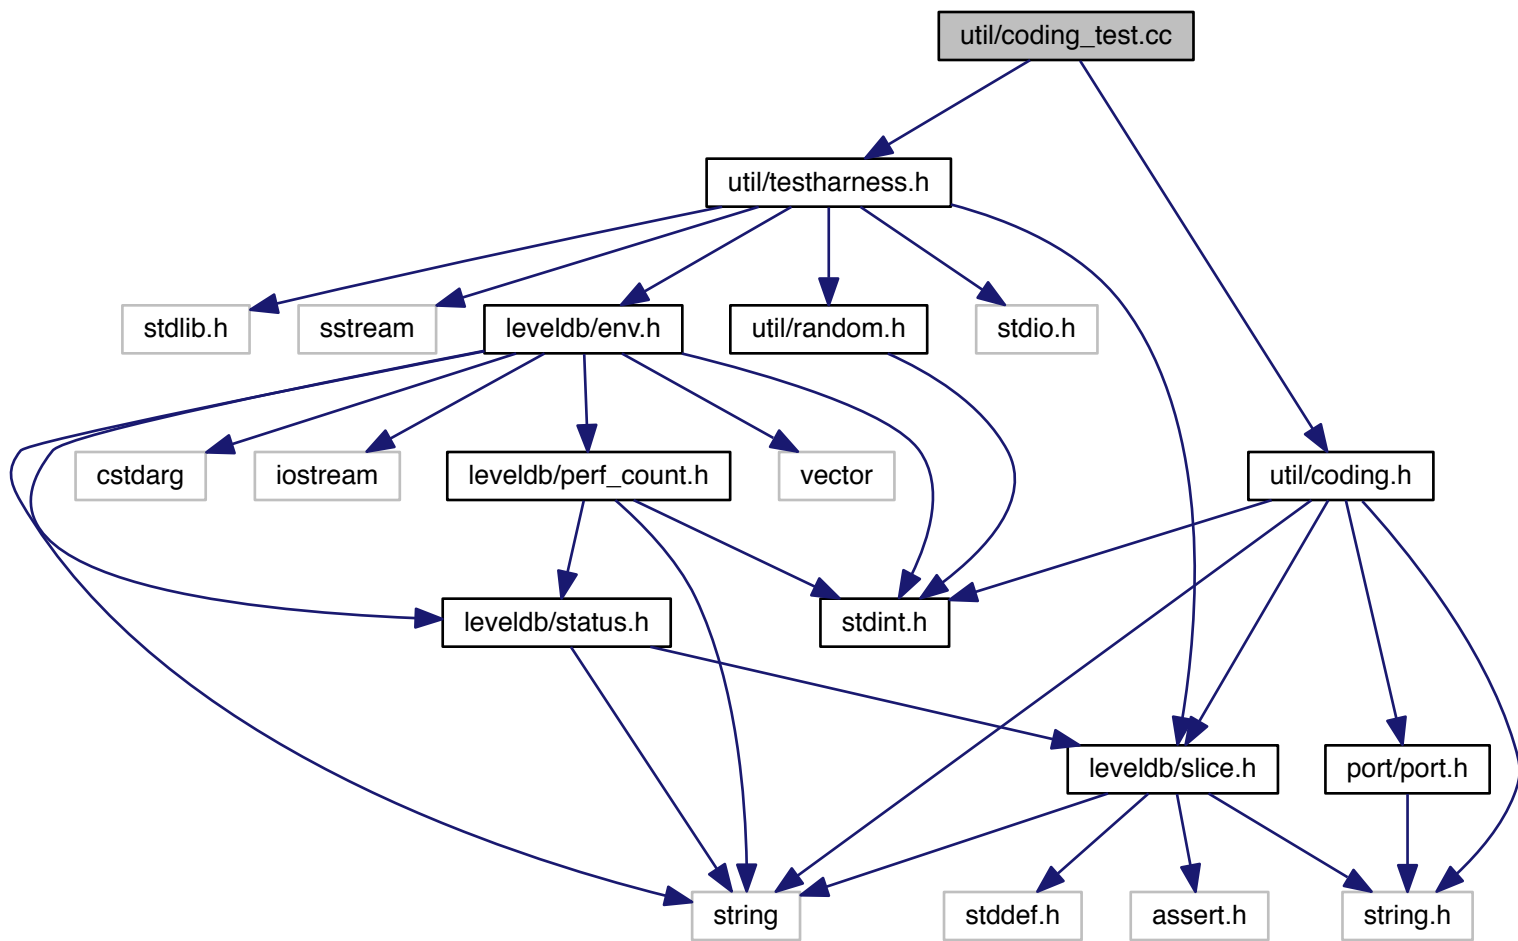 util/coding_test.cc
util/testharness.h
stdlib.h
sstream
leveldb/env.h
util/random.h
stdio.h
cstdarg
iostream
leveldb/perf_count.h
vector
util/coding.h
leveldb/status.h
stdint.h
leveldb/slice.h
port/port.h
string
stddef.h
assert.h
string.h